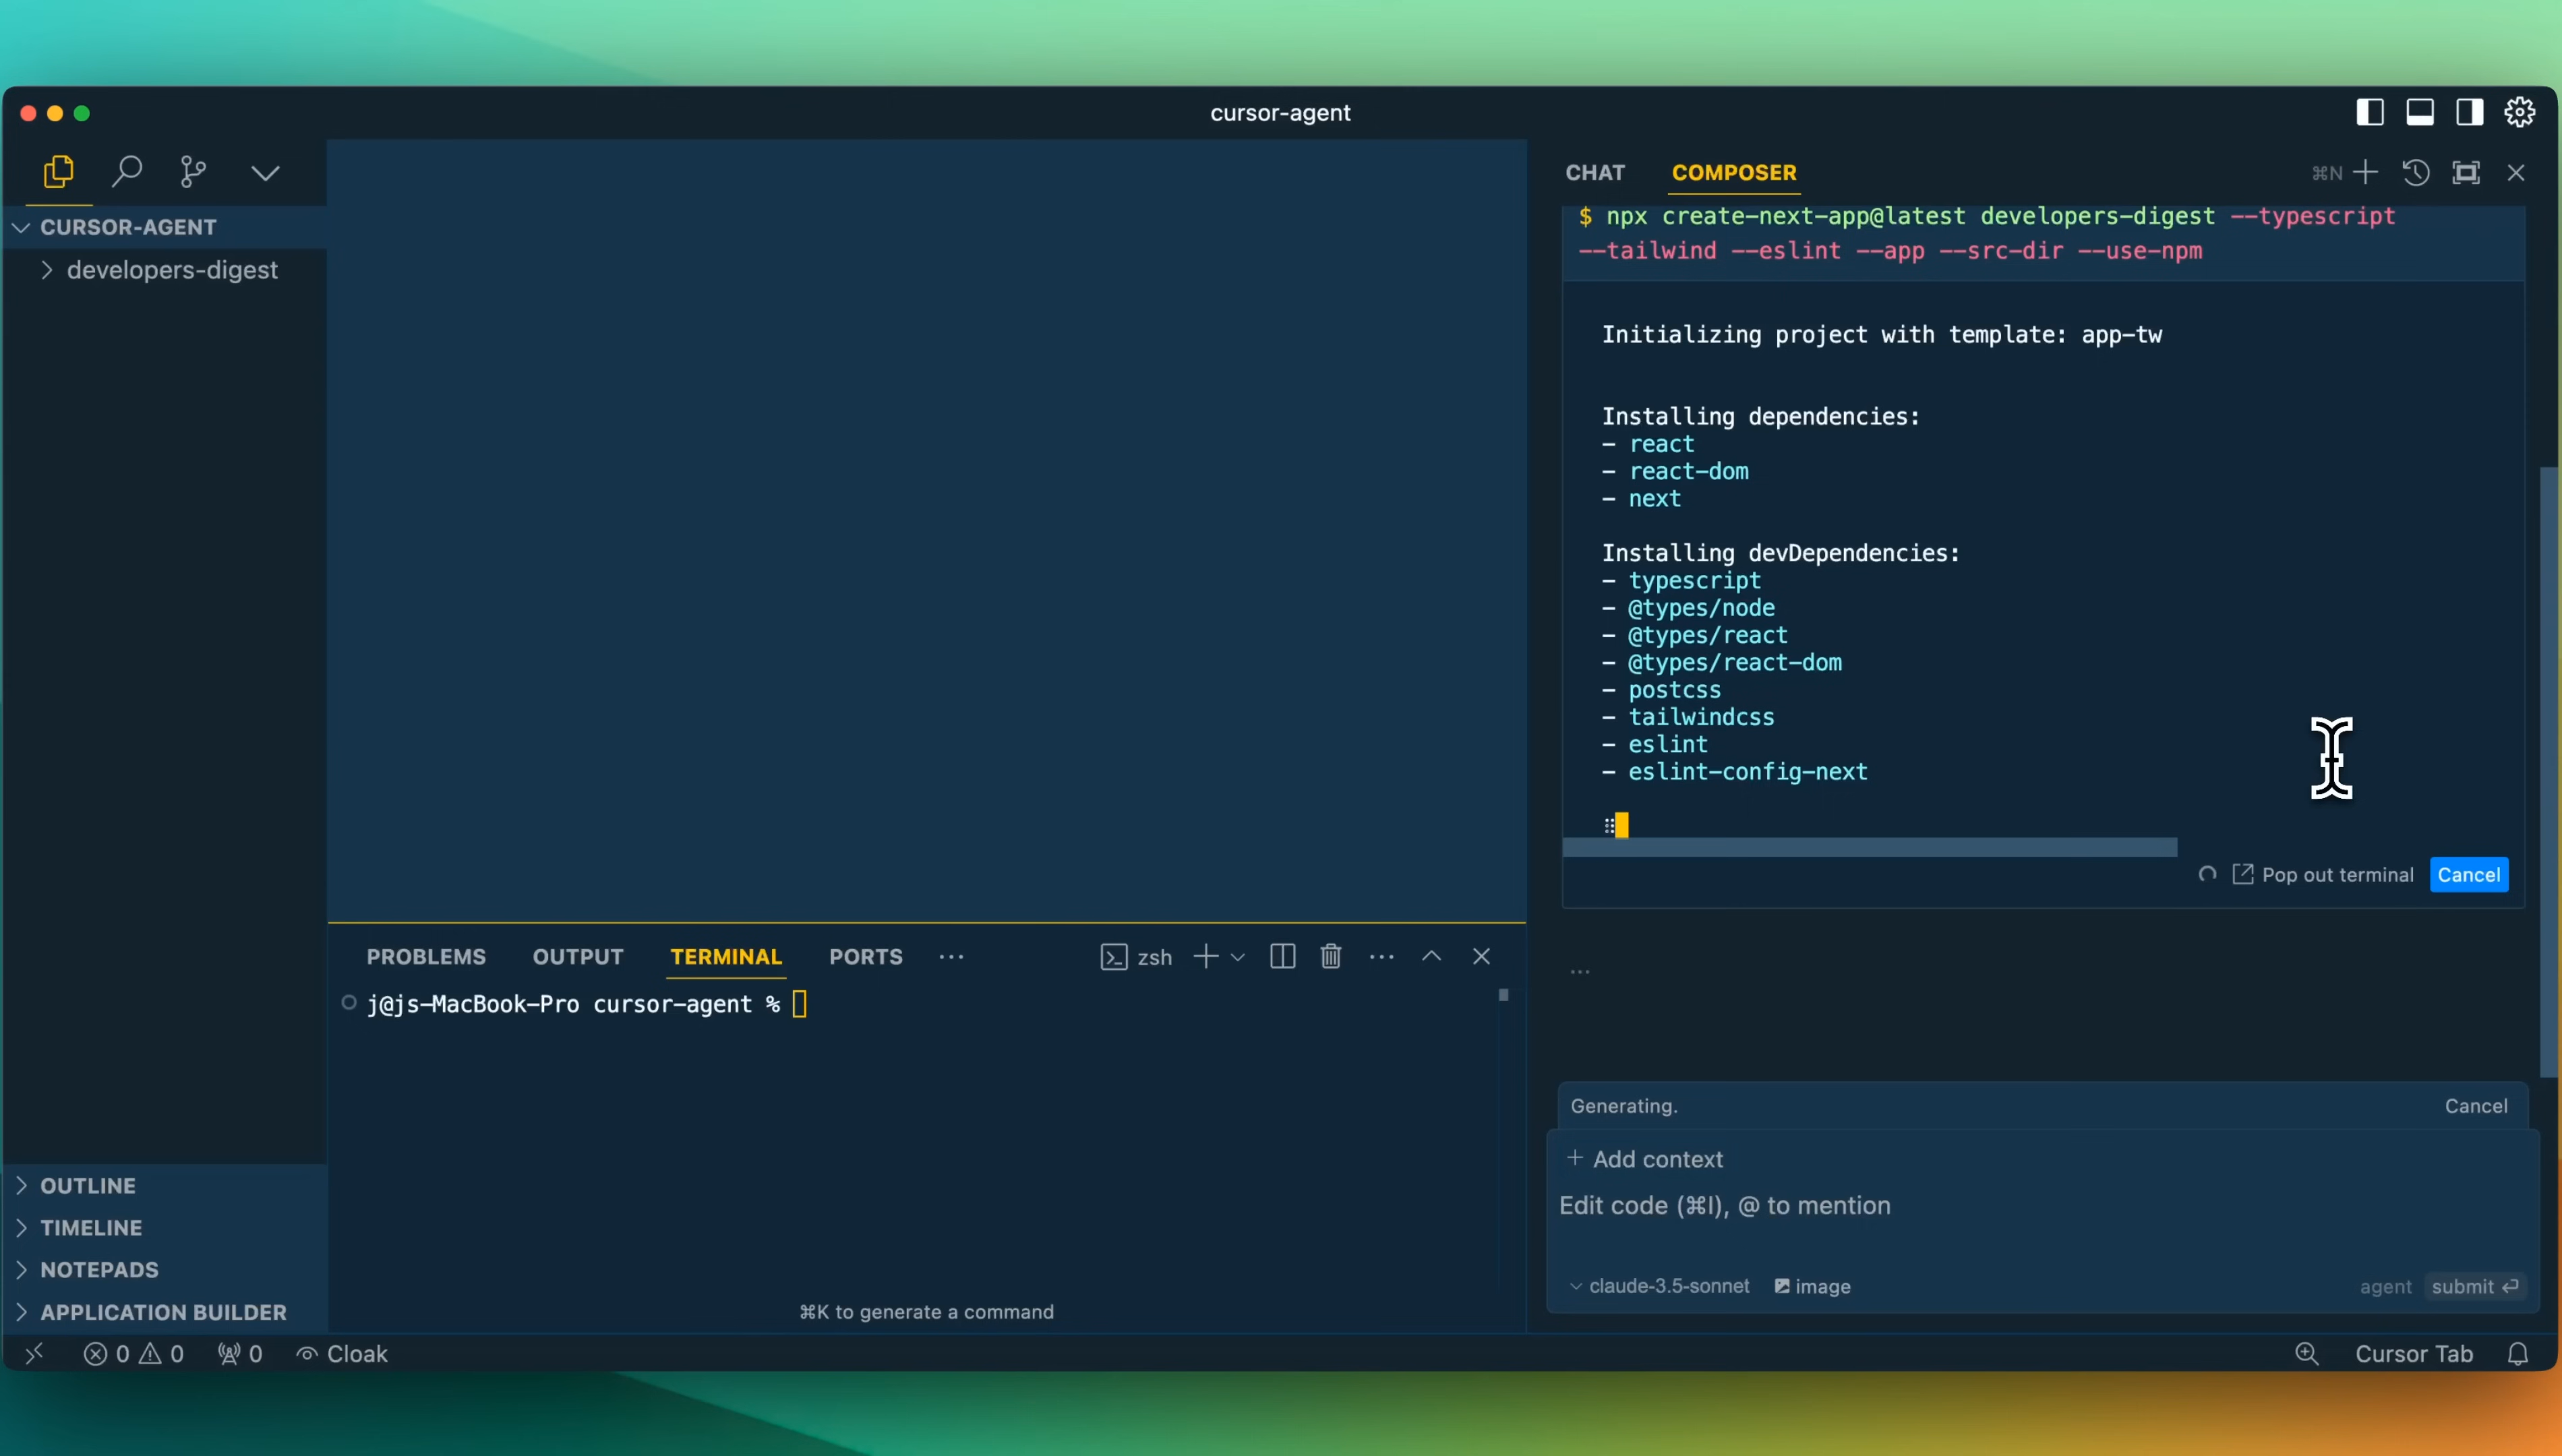 cursor-agent
CURSOR-AGENT
developers-digest
OUTLINE
TIMELINE
NOTEPADS
APPLICATION BUILDER
PROBLEMS OUTPUT TERMINAL PORTS ... zsh
j@js-MacBook-Pro cursor-agent %
⌘K to generate a command
CHAT COMPOSER ⌘N
$ npx create-next-app@latest developers-digest --typescript
--tailwind --eslint --app --src-dir --use-npm
Initializing project with template: app-tw
Installing dependencies:
- react
- react-dom
- next
Installing devDependencies:
- typescript
- @types/node
- @types/react
- @types/react-dom
- postcss
- tailwindcss
- eslint
- eslint-config-next
Pop out terminal Cancel
...
Generating. Cancel
+ Add context
Edit code (⌘I), @ to mention
claude-3.5-sonnet image agent submit ⏎
0 0 0 Cloak Cursor Tab